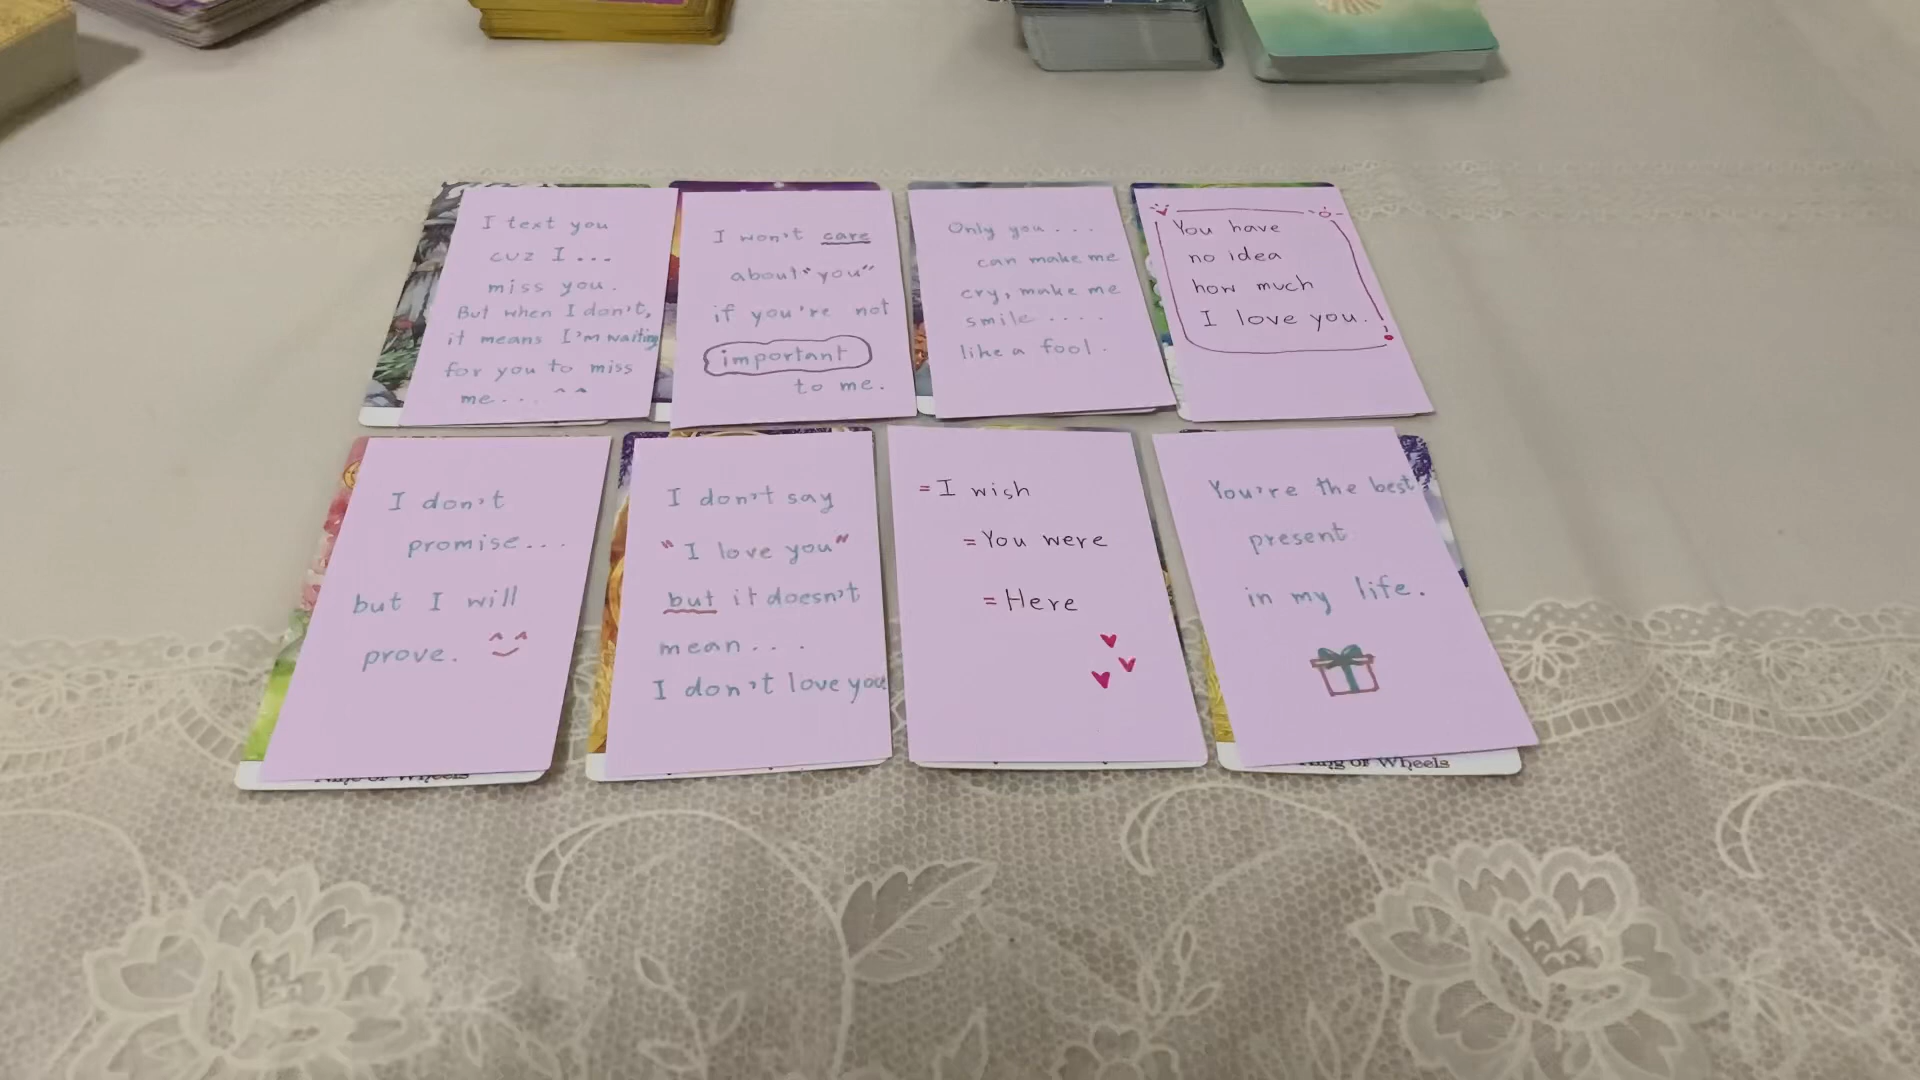 I text you
cuz I...
miss you.
But when I don't,
it means I'm waiting
for you to miss
me... ^^
I won't care
about "you"
if you're not
important
to me.
Only you....
can make me
cry, make me
smile....
like a fool.
You have
no idea
how much
I love you.
I don't
promise...
but I will
prove.
I don't say
"I love you"
but it doesn't
mean...
I don't love you
= I wish
= You were
= Here
You're the best
present
in my life.
Nine of Wheels
King of Wheels